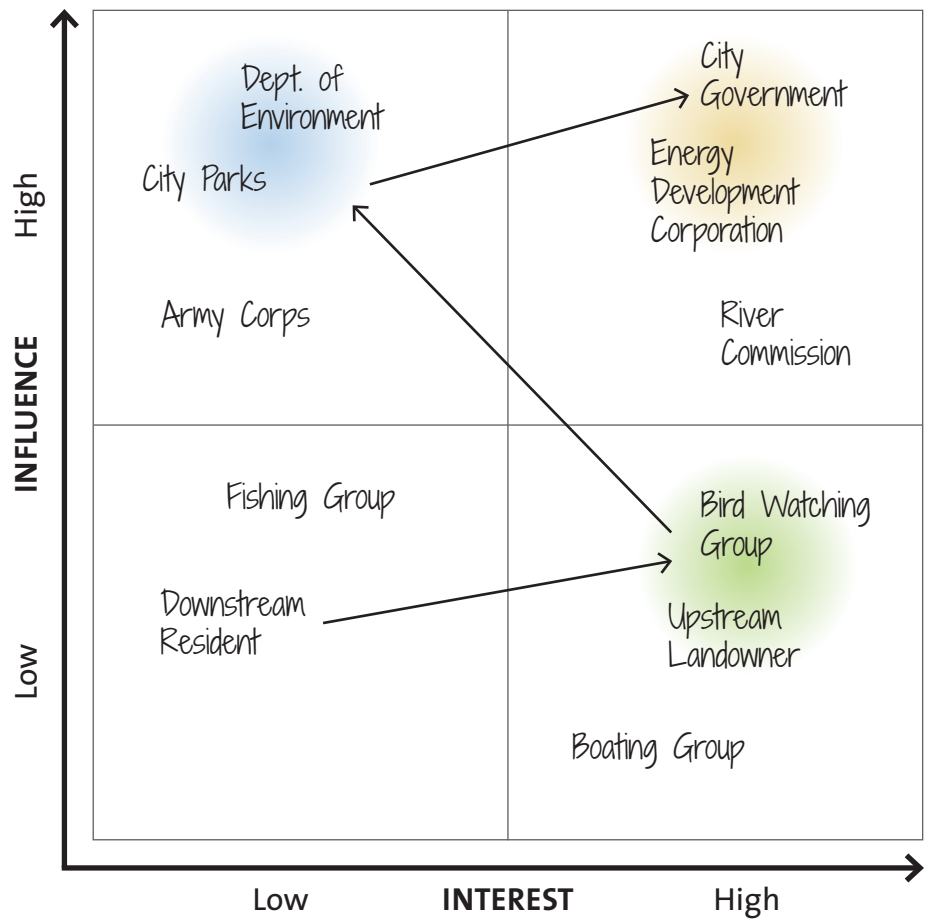 Dept. of
Environment
City Parks
Army Corps
City
Government
Energy
Development
Corporation
River
Commission
Fishing Group
Downstream
Resident
Bird Watching
Group
Upstream
Landowner
Boating Group
High
INFLUENCE
Low
Low
INTEREST
High